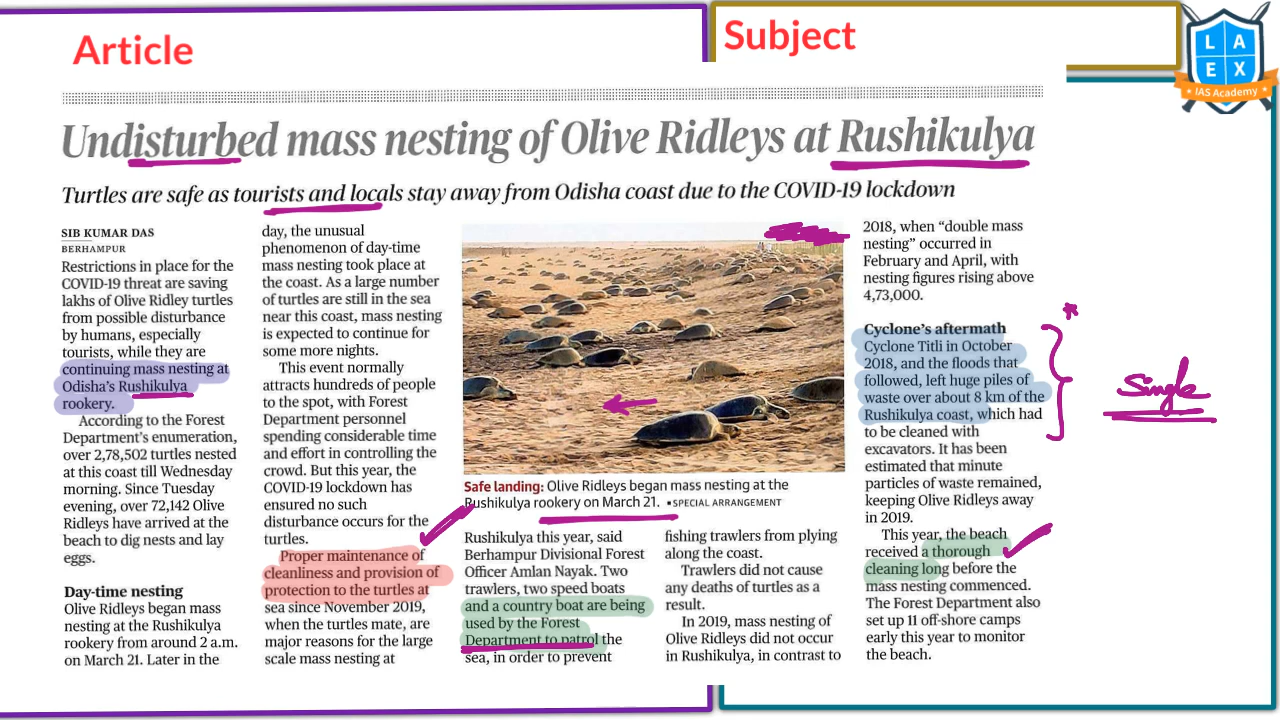 Article
Subject
L A
E X
IAS Academy
Undisturbed mass nesting of Olive Ridleys at Rushikulya
Turtles are safe as tourists and locals stay away from Odisha coast due to the COVID-19 lockdown
SIB KUMAR DAS
BERHAMPUR
Restrictions in place for the
COVID-19 threat are saving
lakhs of Olive Ridley turtles
from possible disturbance
by humans, especially
tourists, while they are
continuing mass nesting at
Odisha's Rushikulya
rookery.
According to the Forest
Department's enumeration,
over 2,78,502 turtles nested
at this coast till Wednesday
morning. Since Tuesday
evening, over 72,142 Olive
Ridleys have arrived at the
beach to dig nests and lay
eggs.
Day-time nesting
Olive Ridleys began mass
nesting at the Rushikulya
rookery from around 2 a.m.
on March 21. Later in the
day, the unusual
phenomenon of day-time
mass nesting took place at
the coast. As a large number
of turtles are still in the sea
near this coast, mass nesting
is expected to continue for
some more nights.
This event normally
attracts hundreds of people
to the spot, with Forest
Department personnel
spending considerable time
and effort in controlling the
crowd. But this year, the
COVID-19 lockdown has
ensured no such
disturbance occurs for the
turtles.
Proper maintenance of
cleanliness and provision of
protection to the turtles at
sea since November 2019,
when the turtles mate, are
major reasons for the large
scale mass nesting at
Safe landing: Olive Ridleys began mass nesting at the
Rushikulya rookery on March 21. ▪SPECIAL ARRANGEMENT
Rushikulya this year, said
Berhampur Divisional Forest
Officer Amlan Nayak. Two
trawlers, two speed boats
and a country boat are being
used by the Forest
Department to patrol the
sea, in order to prevent
fishing trawlers from plying
along the coast.
Trawlers did not cause
any deaths of turtles as a
result.
In 2019, mass nesting of
Olive Ridleys did not occur
in Rushikulya, in contrast to
2018, when “double mass
nesting” occurred in
February and April, with
nesting figures rising above
4,73,000.
Cyclone's aftermath
Cyclone Titli in October
2018, and the floods that
followed, left huge piles of
waste over about 8 km of the
Rushikulya coast, which had
to be cleaned with
excavators. It has been
estimated that minute
particles of waste remained,
keeping Olive Ridleys away
in 2019.
This year, the beach
received a thorough
cleaning long before the
mass nesting commenced.
The Forest Department also
set up 11 off-shore camps
early this year to monitor
the beach.
Single